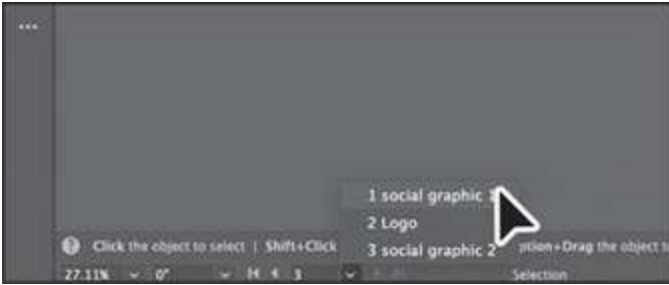 1 social graphic 1
2 Logo
3 social graphic 2
Click the object to select | Shift+Click ption+Drag the object t
27.11% 0° 3 Selection